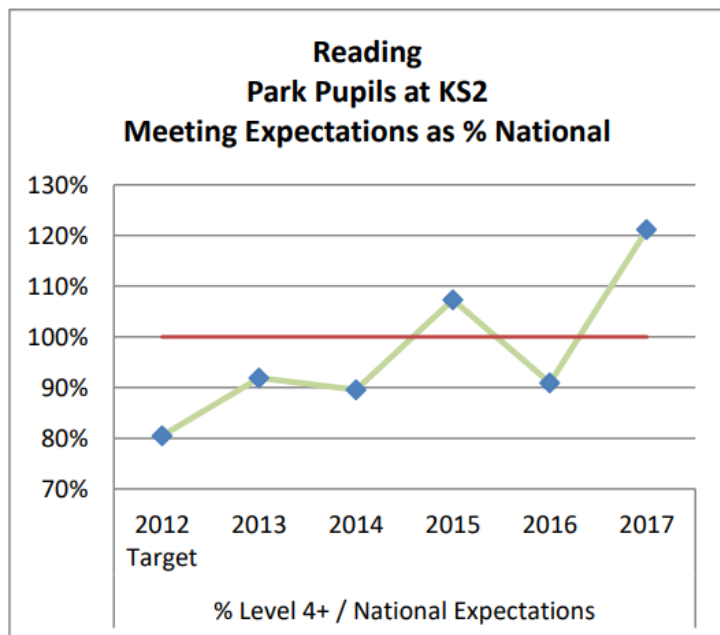 Reading
Park Pupils at KS2
Meeting Expectations as % National
130%
120%
110%
100%
90%
80%
70%
2012 2013 2014 2015 2016 2017
Target
% Level 4+ / National Expectations